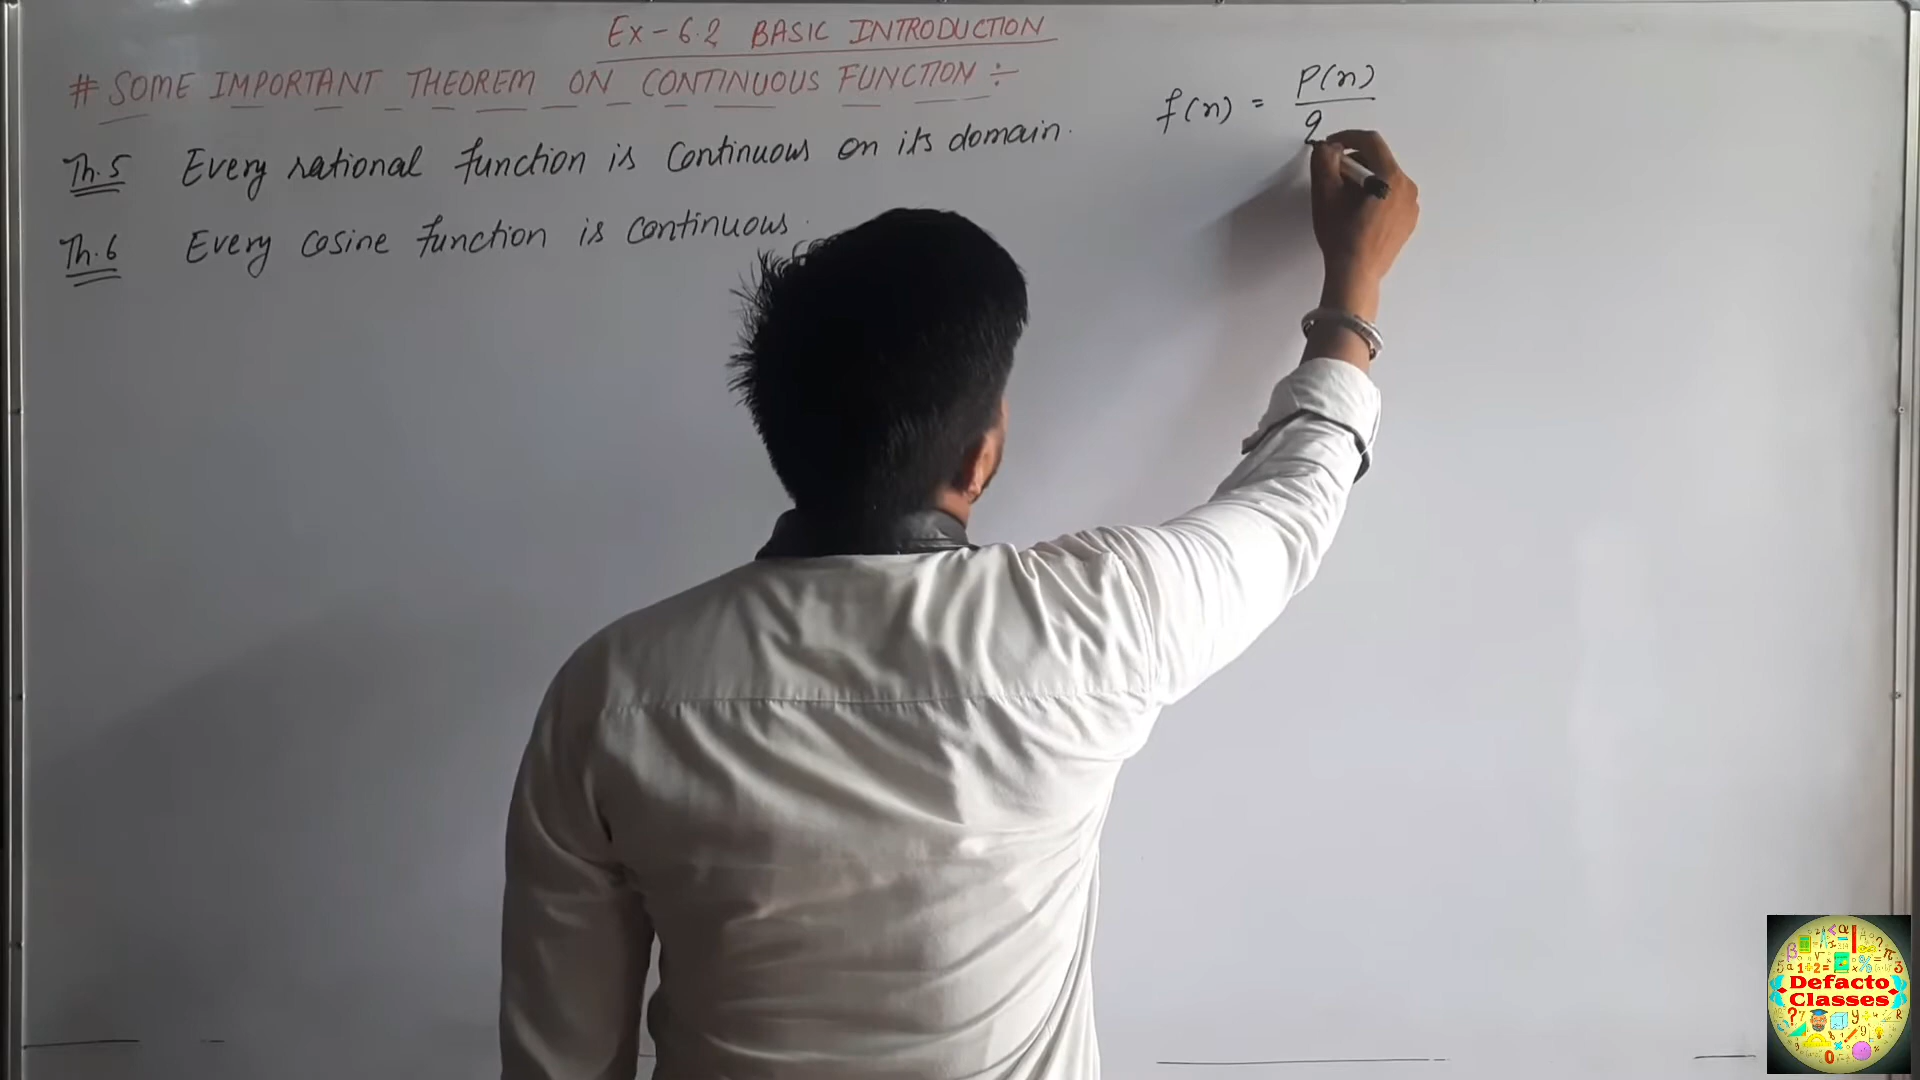 Ex-6.2 BASIC INTRODUCTION
# SOME IMPORTANT THEOREM ON CONTINUOUS FUNCTION ÷
Th.5 Every rational function is continuous on its domain.
Th.6 Every cosine function is continuous.
f(n) = P(n)
q
Defacto
Classes